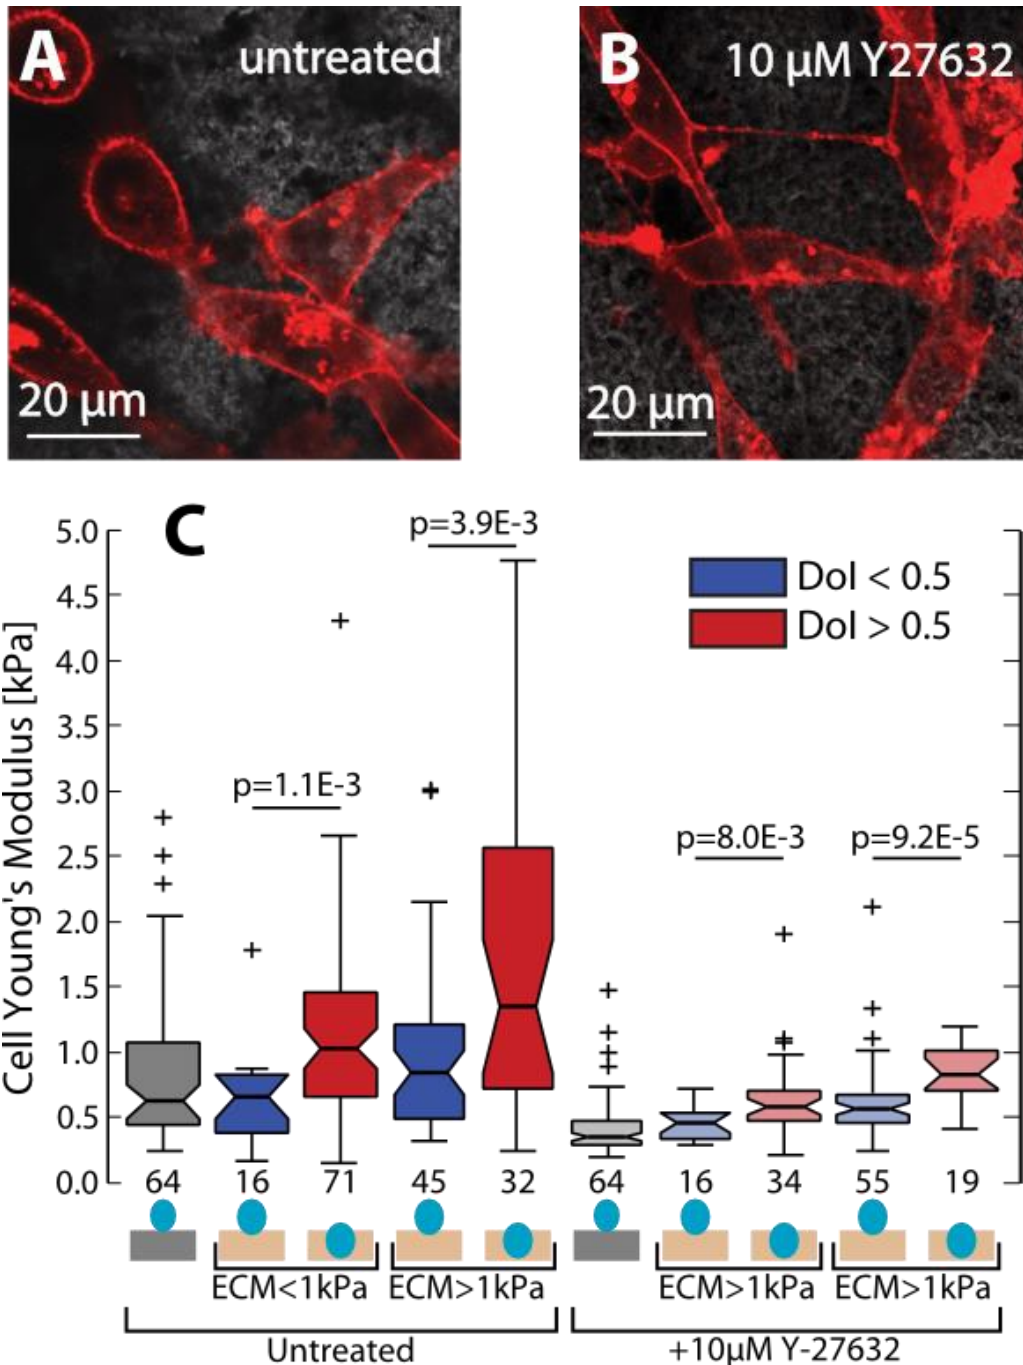 A untreated
20 µm
B 10 µM Y27632
20 µm
C
Cell Young's Modulus [kPa]
5.0
4.5
4.0
3.5
3.0
2.5
2.0
1.5
1.0
0.5
0.0
p=3.9E-3
p=1.1E-3
p=8.0E-3
p=9.2E-5
DoI < 0.5
DoI > 0.5
64 16 71 45 32 64 16 34 55 19
ECM<1kPa ECM>1kPa ECM>1kPa ECM>1kPa
Untreated +10µM Y-27632